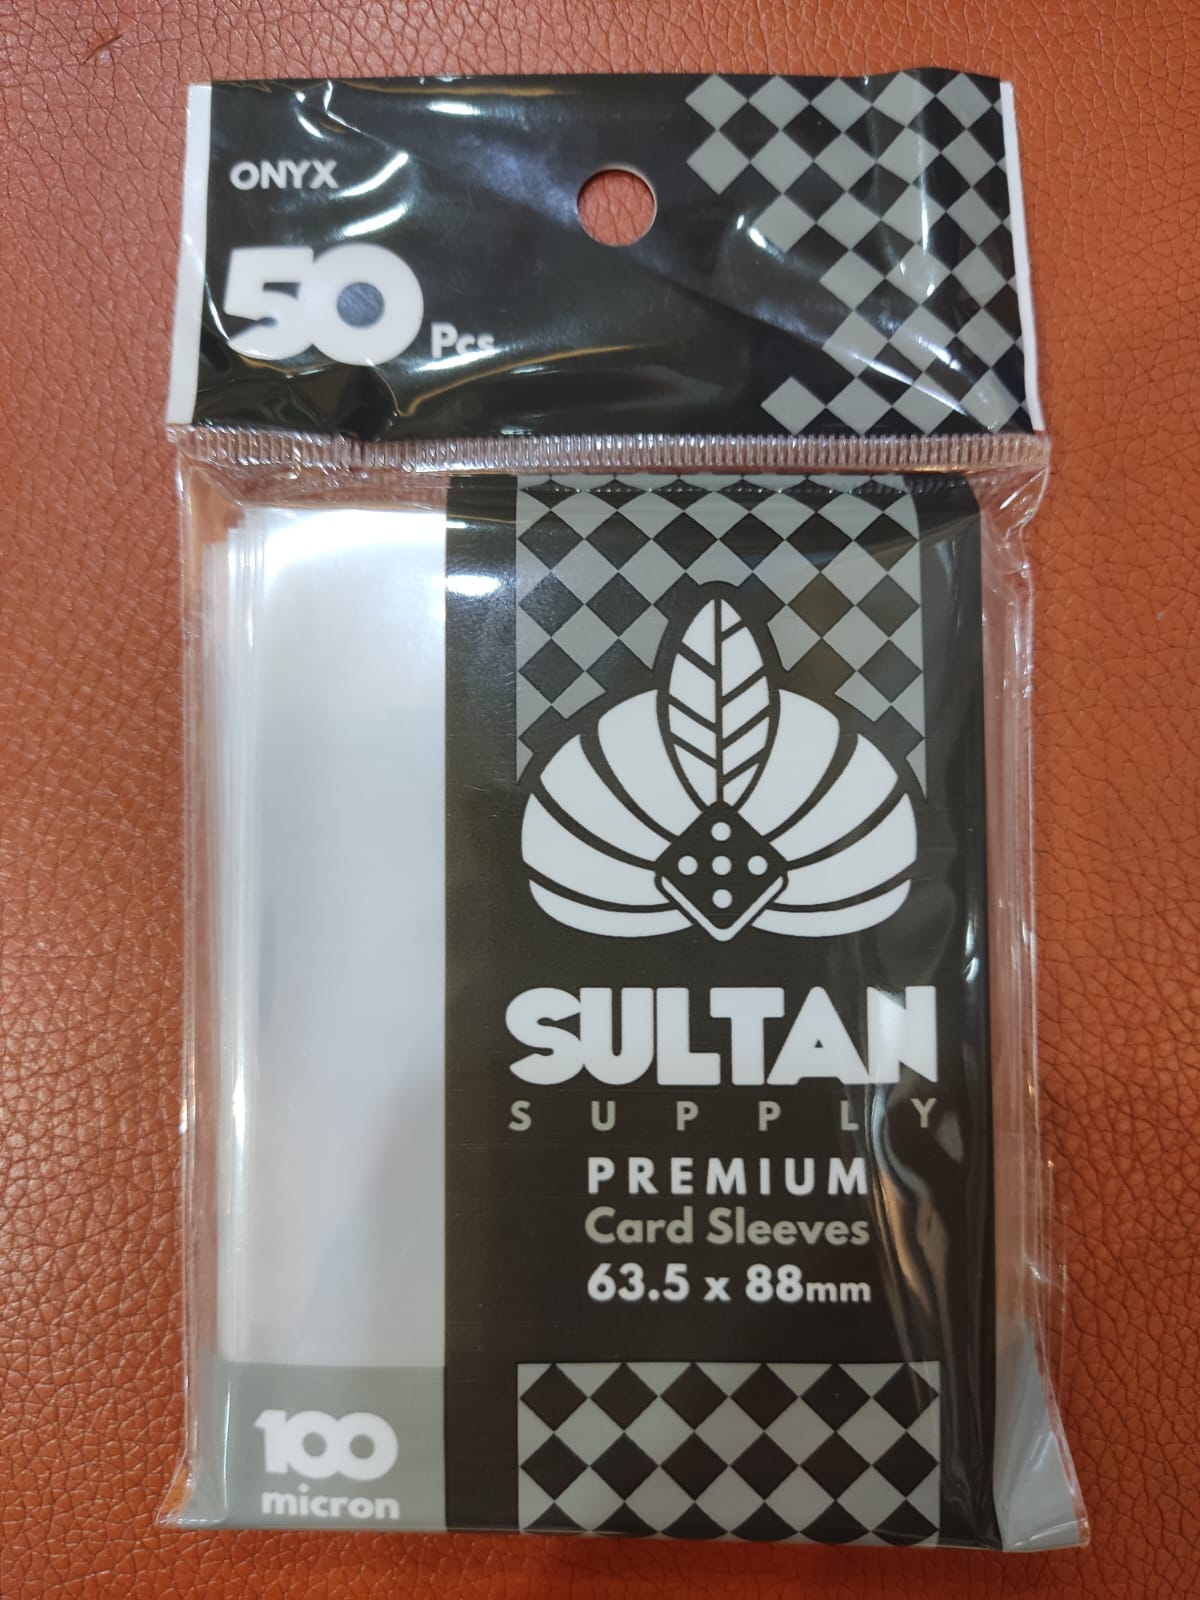 ONYX
50 Pcs
SULTAN
SUPPLY
PREMIUM
Card Sleeves
63.5 x 88mm
100
micron